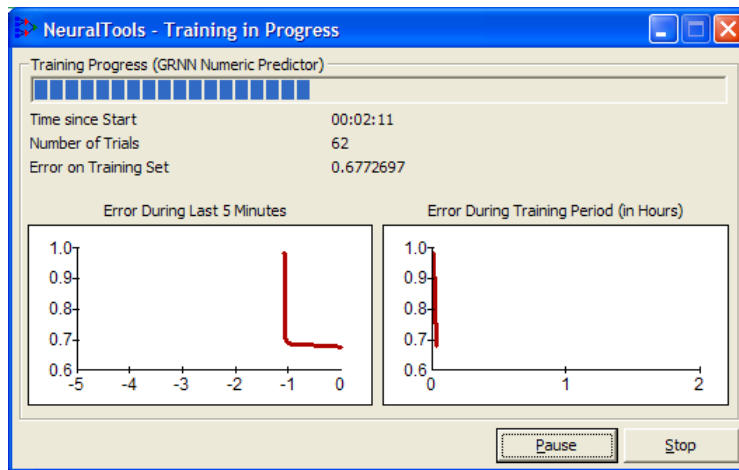 NeuralTools - Training in Progress
Training Progress (GRNN Numeric Predictor)
Time since Start 00:02:11
Number of Trials 62
Error on Training Set 0.6772697
Error During Last 5 Minutes
1.0
0.9
0.8
0.7
0.6
-5 -4 -3 -2 -1 0
Error During Training Period (in Hours)
1.0
0.9
0.8
0.7
0.6
0 1 2
Pause Stop